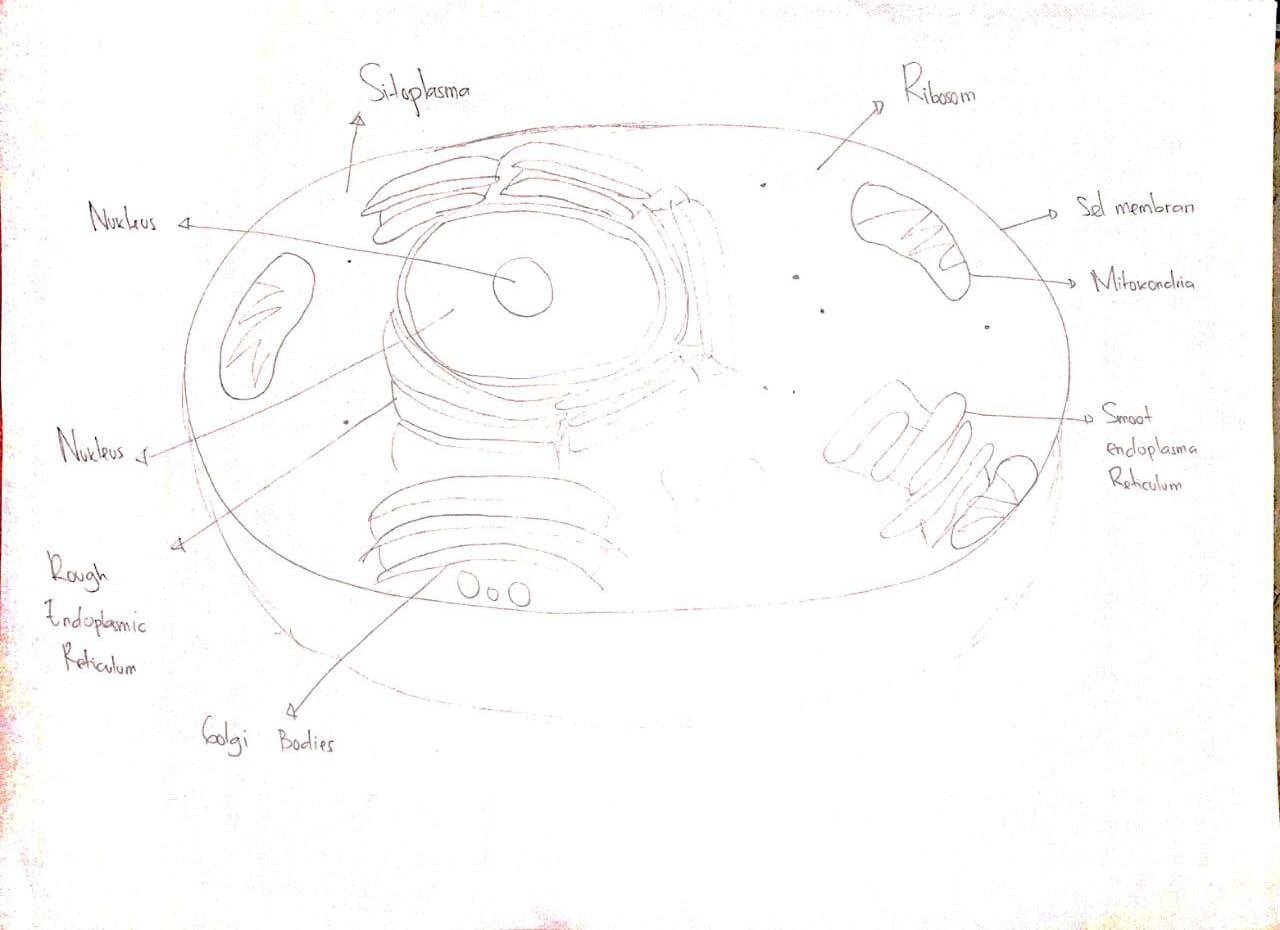 Sitoplasma
Ribosom
Nukleus
Sel membran
Mitokondria
Smoot
endoplasma
Reticulum
Nukleus
Rough
Endoplasmic
Reticulum
Golgi Bodies